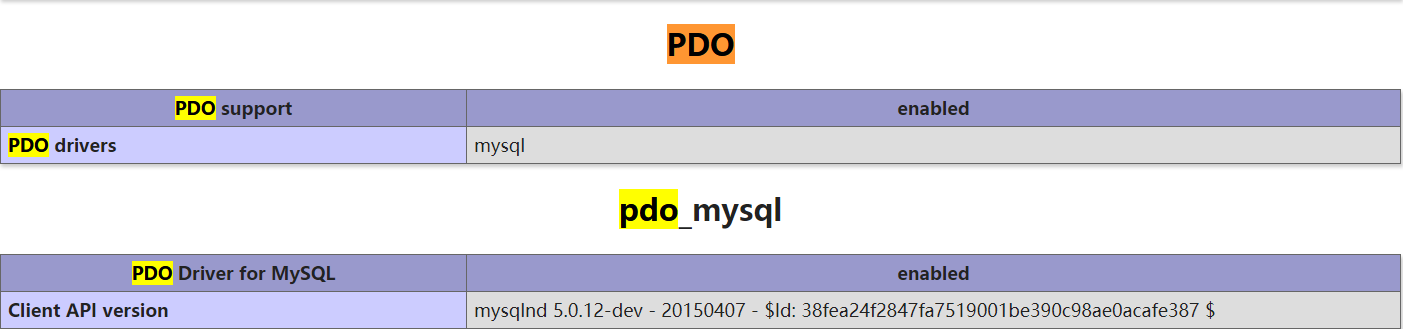 PDO
PDO support enabled
PDO drivers mysql
pdo_mysql
PDO Driver for MySQL enabled
Client API version mysqlnd 5.0.12-dev - 20150407 - $Id: 38fea24f2847fa7519001be390c98ae0acafe387 $